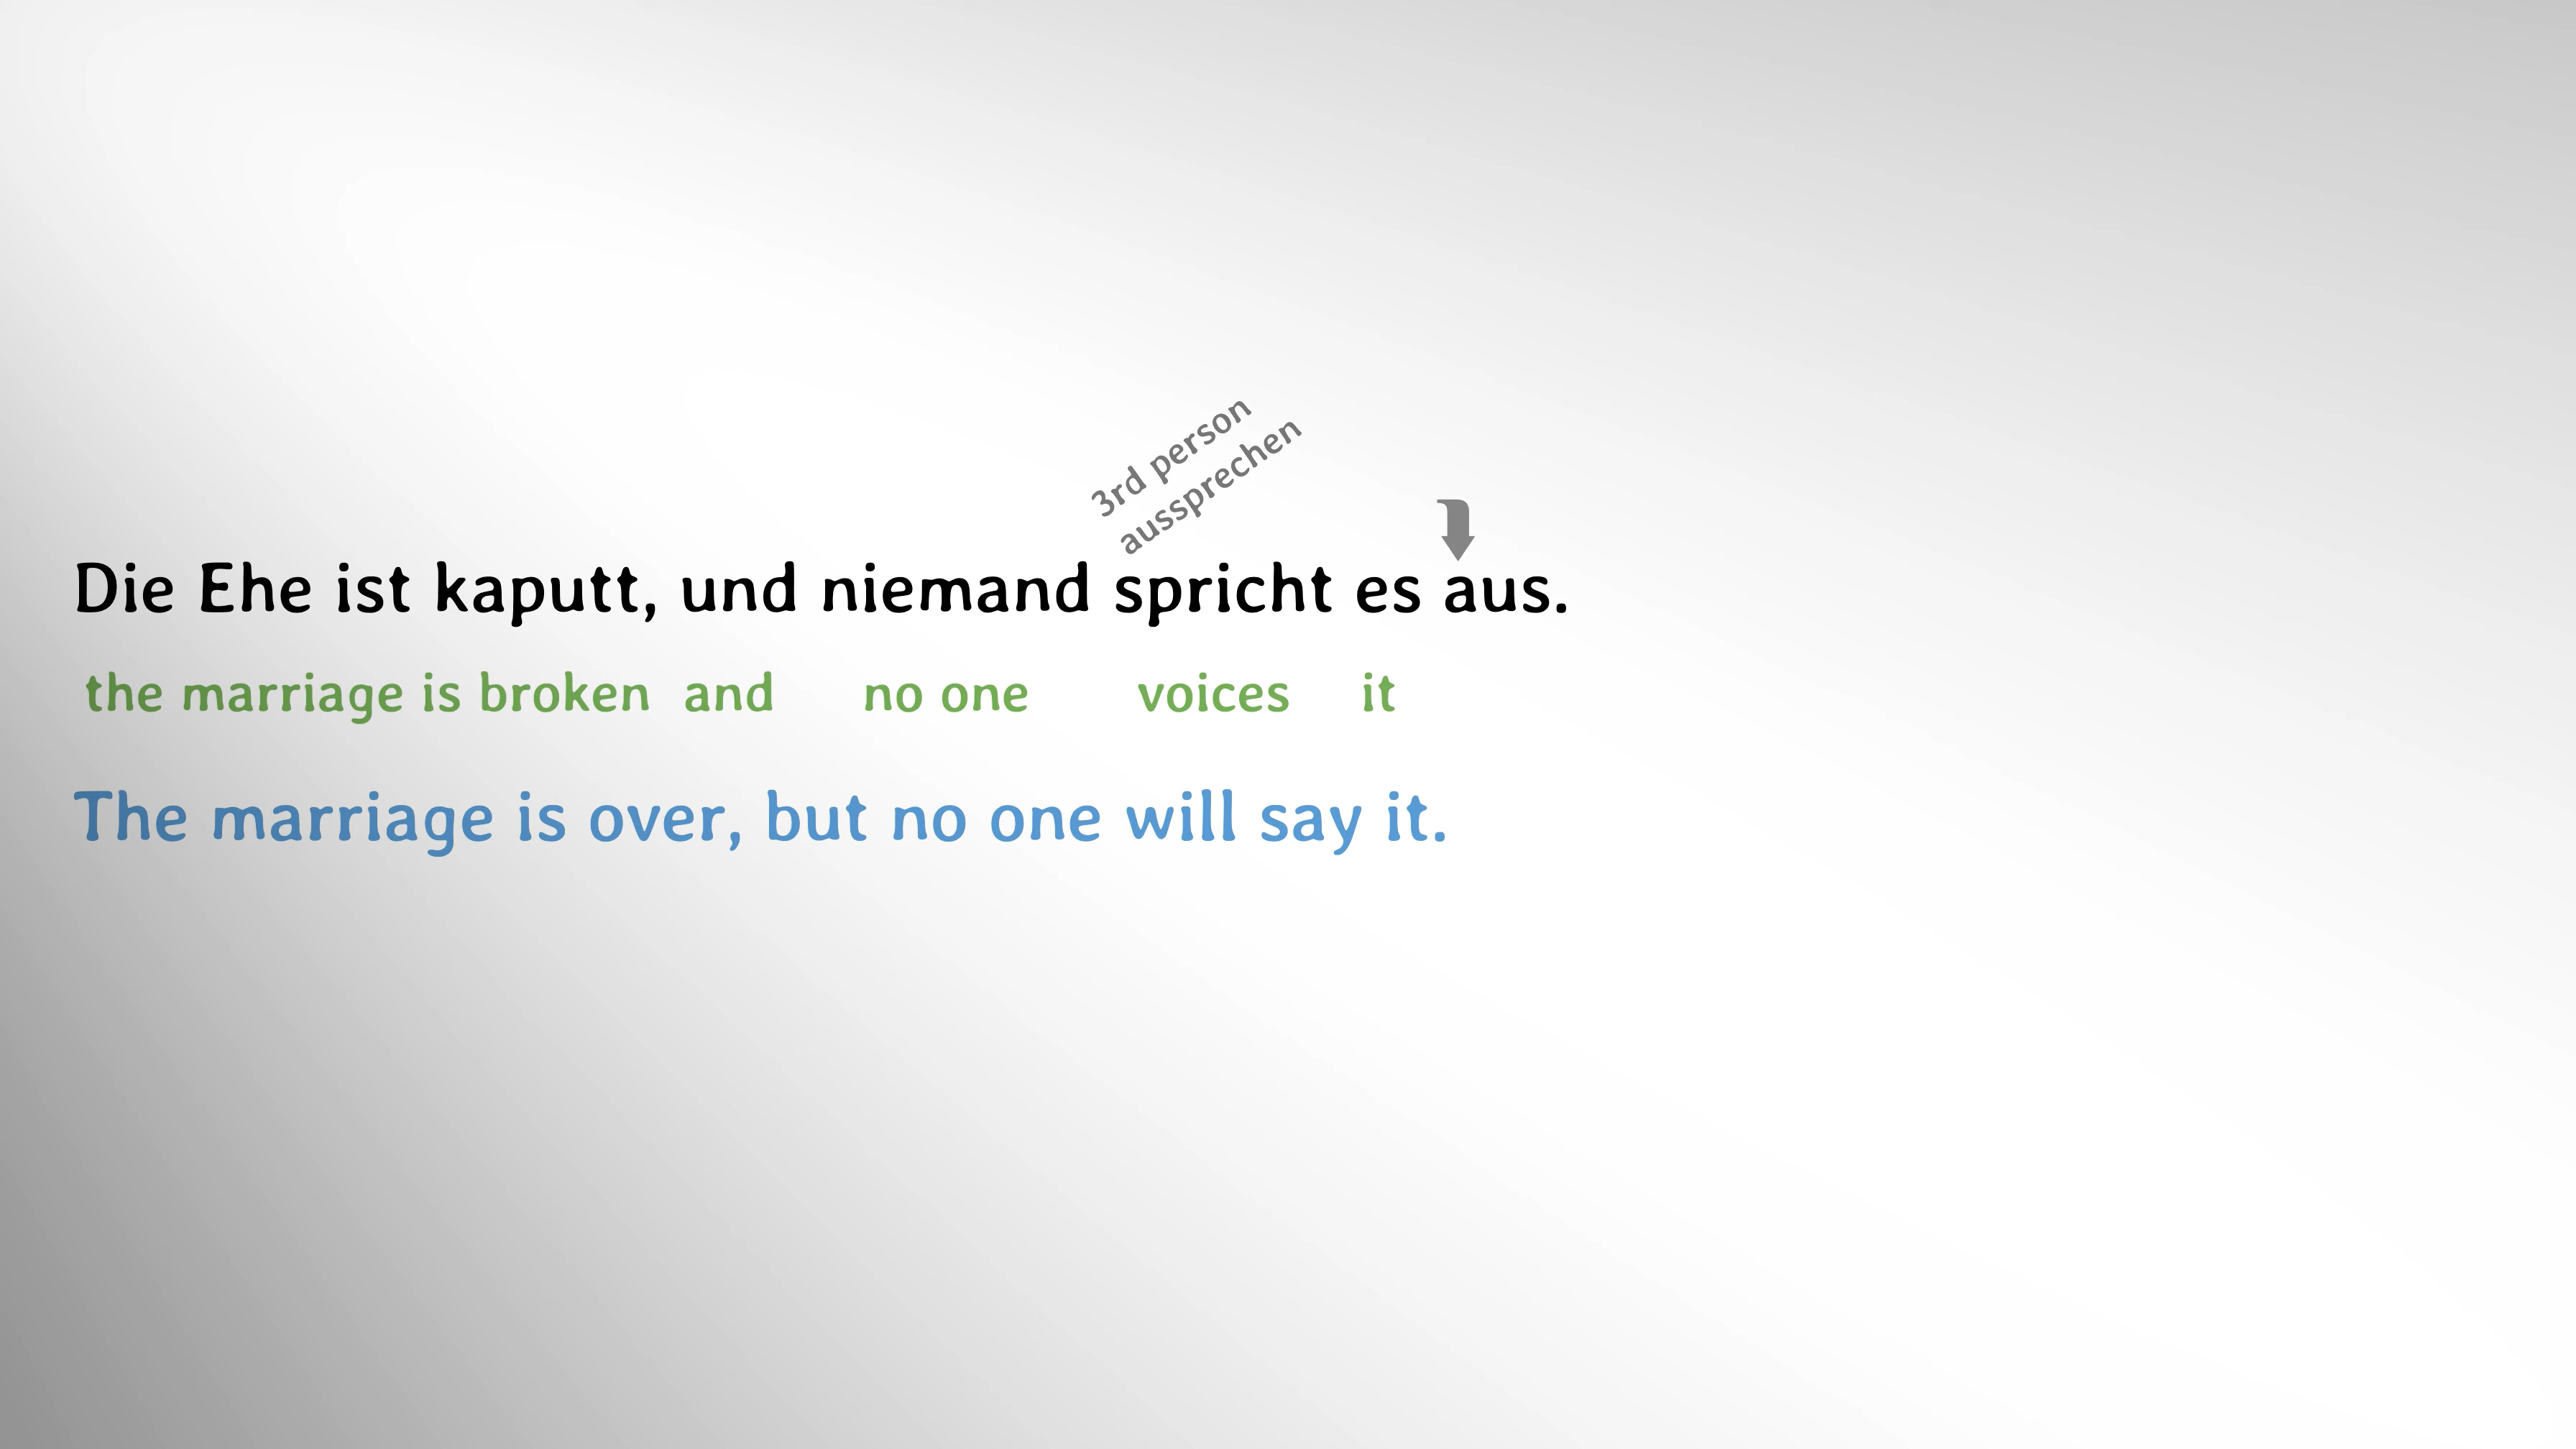 3rd person
aussprechen
Die Ehe ist kaputt, und niemand spricht es aus.
the marriage is broken and no one voices it
The marriage is over, but no one will say it.